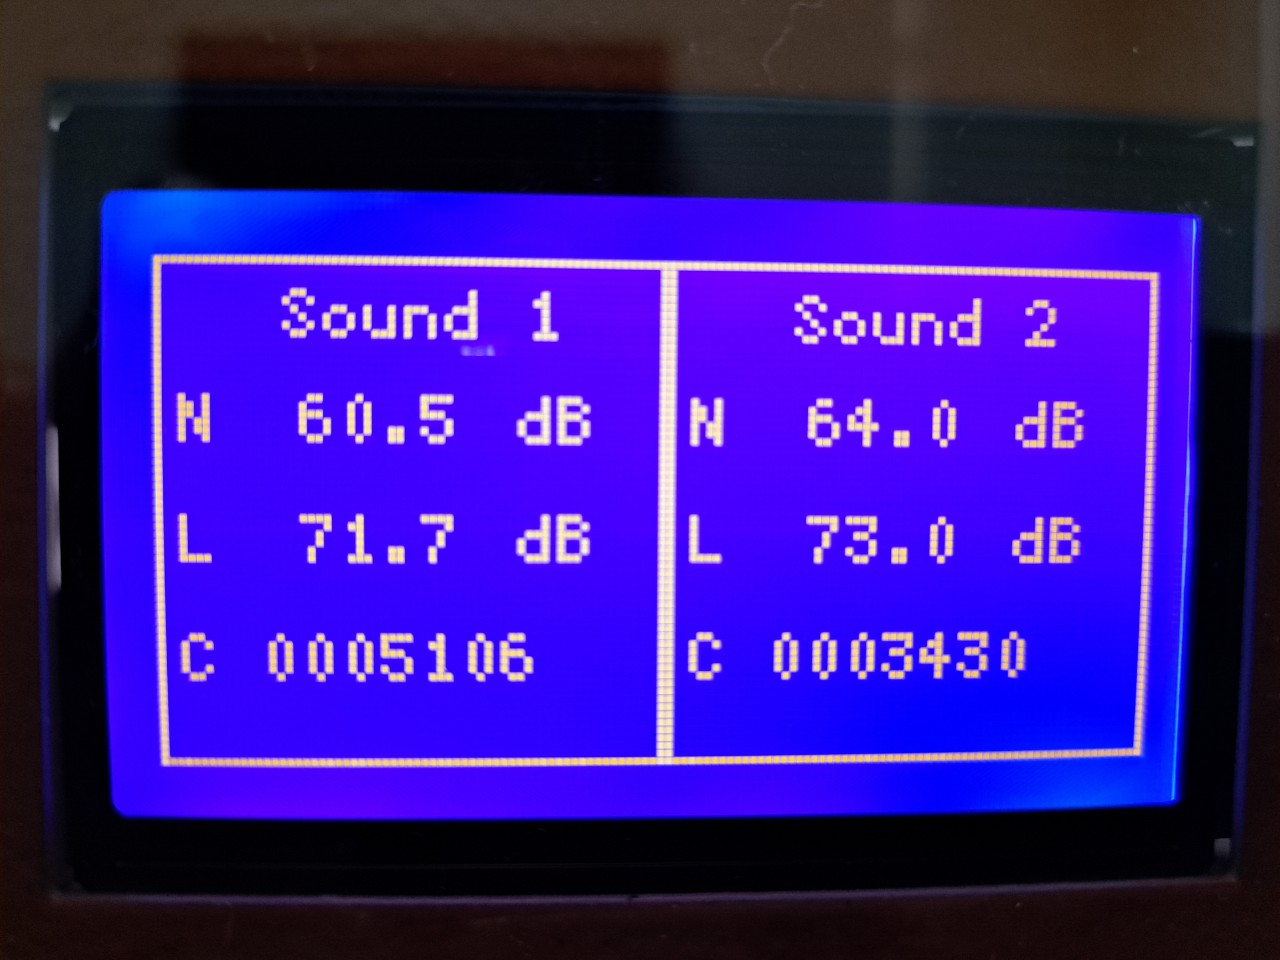 Sound 1
N 60.5 dB
L 71.7 dB
C 0005106
Sound 2
N 64.0 dB
L 73.0 dB
C 0003430